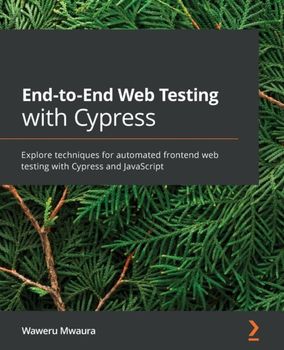 End-to-End Web Testing
with Cypress
Explore techniques for automated frontend web
testing with Cypress and JavaScript
Waweru Mwaura